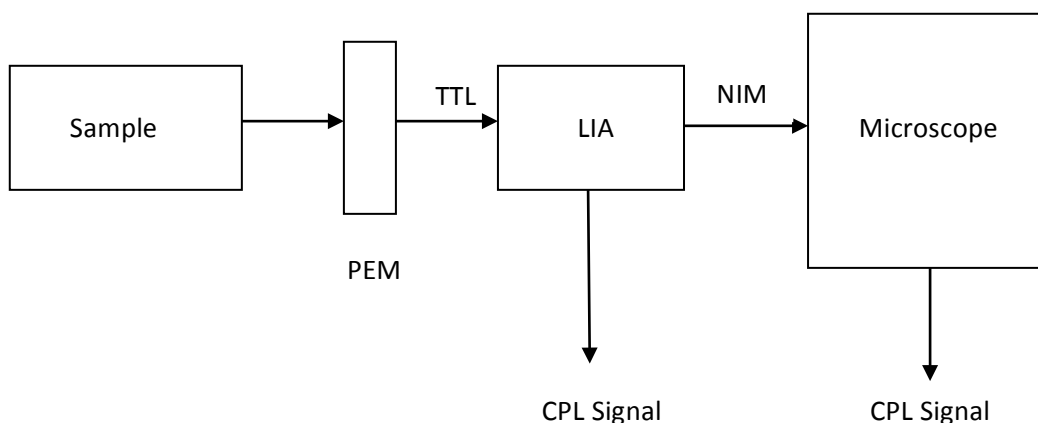 Sample
TTL
LIA
NIM
Microscope
PEM
CPL Signal
CPL Signal